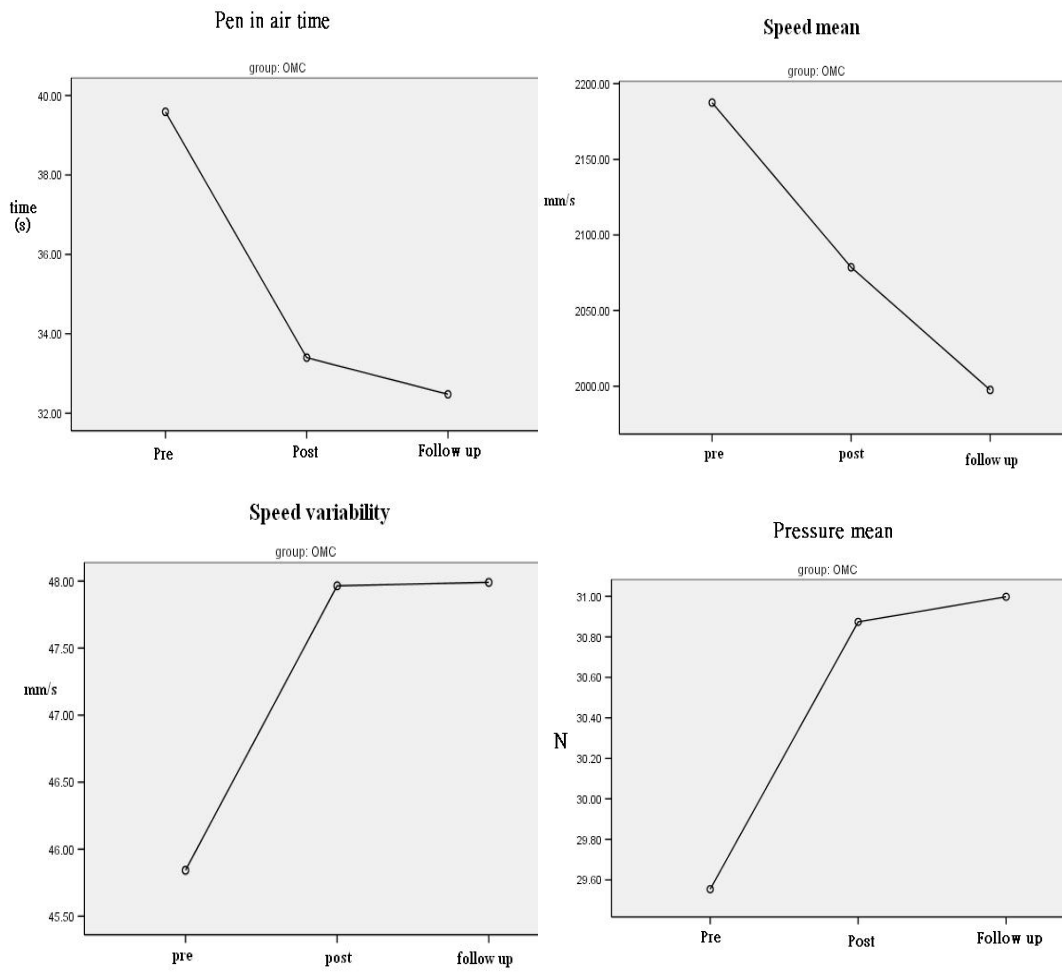 Pen in air time
group: OMC
40.00
38.00
time
(s)
36.00
34.00
32.00
Pre
Post
Follow up
Speed mean
group: OMC
2200.00
2150.00
mm/s
2100.00
2050.00
2000.00
pre
post
follow up
Speed variability
group: OMC
48.00
47.50
mm/s
47.00
46.50
46.00
45.50
pre
post
follow up
Pressure mean
group: OMC
31.00
30.80
30.60
30.40
N
30.20
30.00
29.80
29.60
Pre
Post
Follow up